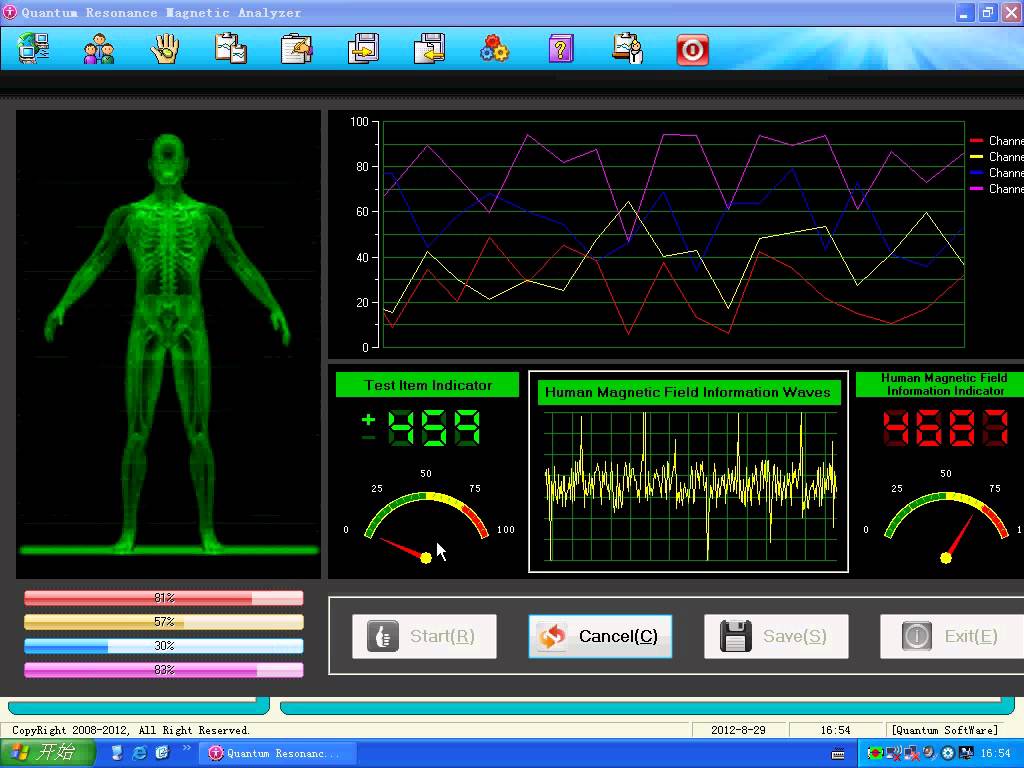 Quantum Resonance Magnetic Analyzer
100
80
60
40
20
0
Channe
Channe
Channe
Channe
Test Item Indicator
+
459
0
25
50
75
100
Human Magnetic Field Information Waves
Human Magnetic Field
Information Indicator
4687
0
25
50
75
1
81%
57%
30%
83%
Start(R)
Cancel(C)
Save(S)
Exit(E)
CopyRight 2008-2012, All Right Reserved.
2012-8-29
16:54
[Quantum SoftWare]
开始
Quantum Resonanc...
16:54